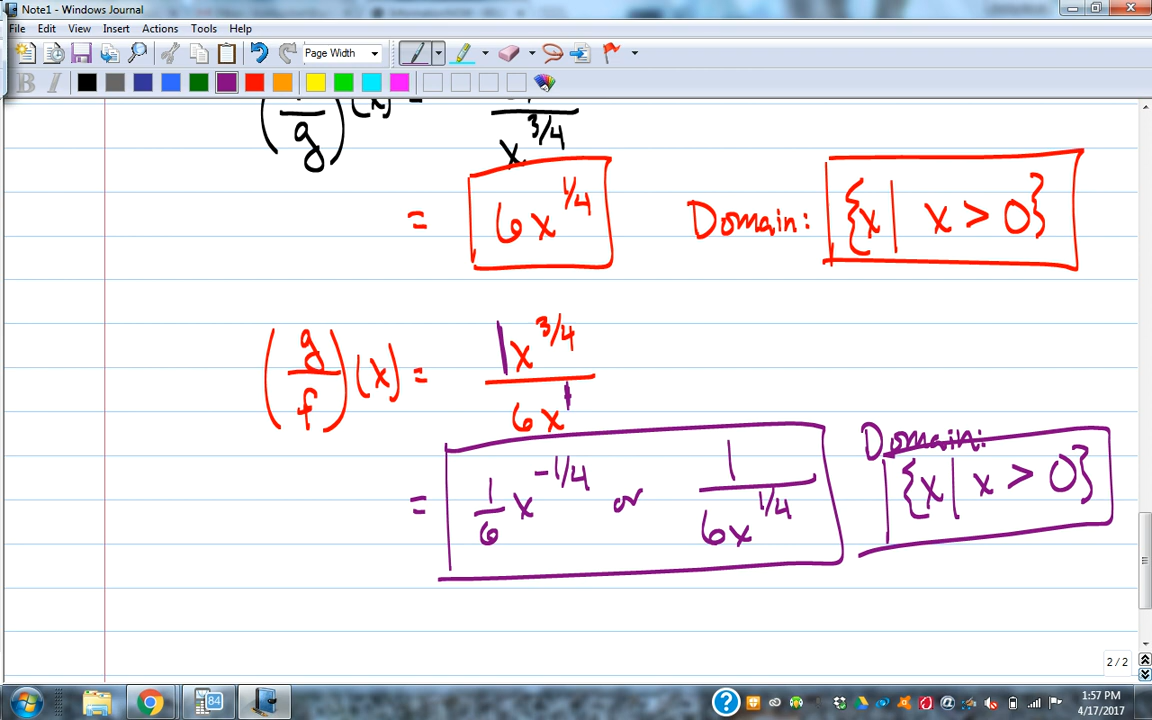 Note1 - Windows Journal
File Edit View Insert Actions Tools Help
Page Width
B I
(f/g)(x) = 6x / x^{3/4}
= 6x^{1/4} Domain: {x | x > 0}
(g/f)(x) = 1x^{3/4} / 6x^1
= 1/6 x^{-1/4} or 1 / 6x^{1/4} Domain: {x | x > 0}
2 / 2
84
1:57 PM
4/17/2017